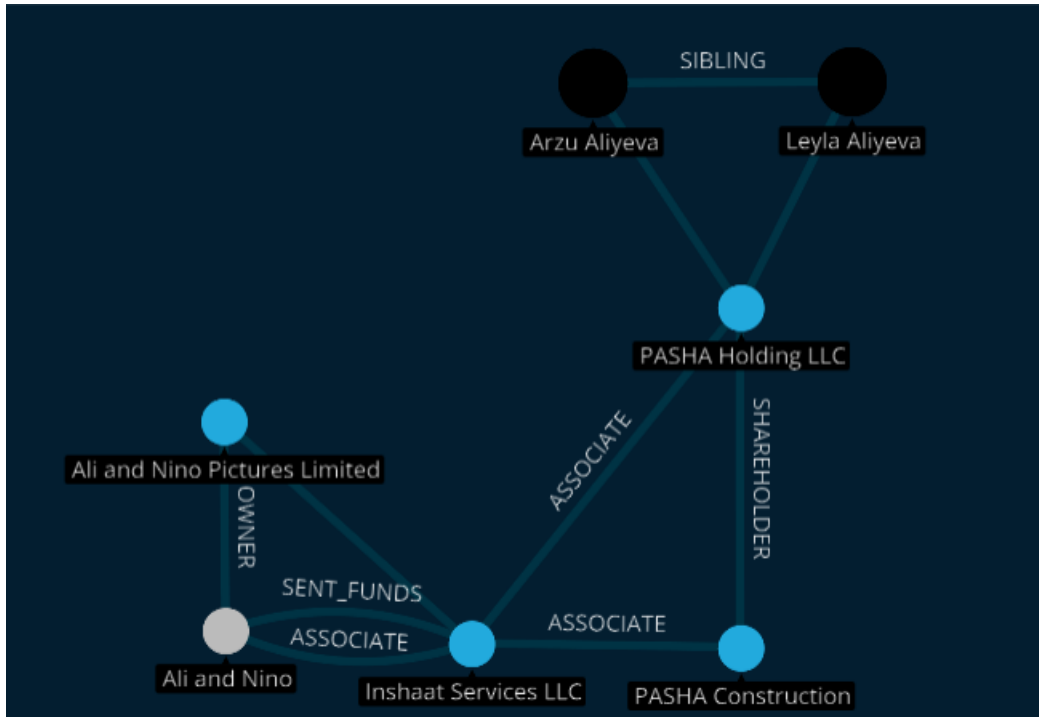 SIBLING
Arzu Aliyeva
Leyla Aliyeva
PASHA Holding LLC
ASSOCIATE
SHAREHOLDER
Ali and Nino Pictures Limited
OWNER
SENT_FUNDS
ASSOCIATE
ASSOCIATE
Ali and Nino
Inshaat Services LLC
PASHA Construction